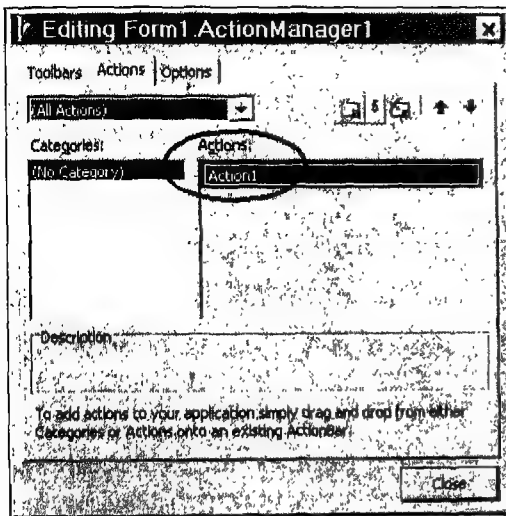 Editing Form1.ActionManager1
Toolbars Actions Options
(All Actions)
Categories: Actions:
(No Category) Action1
Description
To add actions to your application simply drag and drop from either
Categories or Actions onto an existing ActionBar.
Close